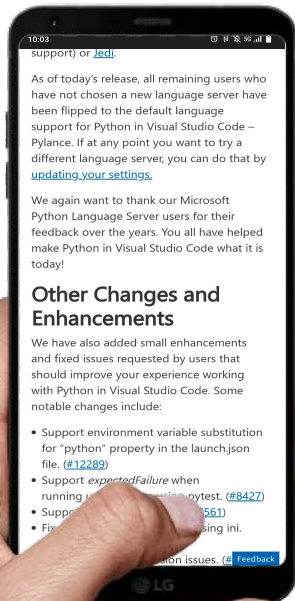 10:03
5G
support) or Jedi.
As of today's release, all remaining users who
have not chosen a new language server have
been flipped to the default language
support for Python in Visual Studio Code –
Pylance. If at any point you want to try a
different language server, you can do that by
updating your settings.
We again want to thank our Microsoft
Python Language Server users for their
feedback over the years. You all have helped
make Python in Visual Studio Code what it is
today!
Other Changes and
Enhancements
We have also added small enhancements
and fixed issues requested by users that
should improve your experience working
with Python in Visual Studio Code. Some
notable changes include:
• Support environment variable substitution
for “python” property in the launch.json
file. (#12289)
• Support expectedFailure when
running pytest. (#8427)
• 561)
• ini.
issues. (#
Feedback
LG